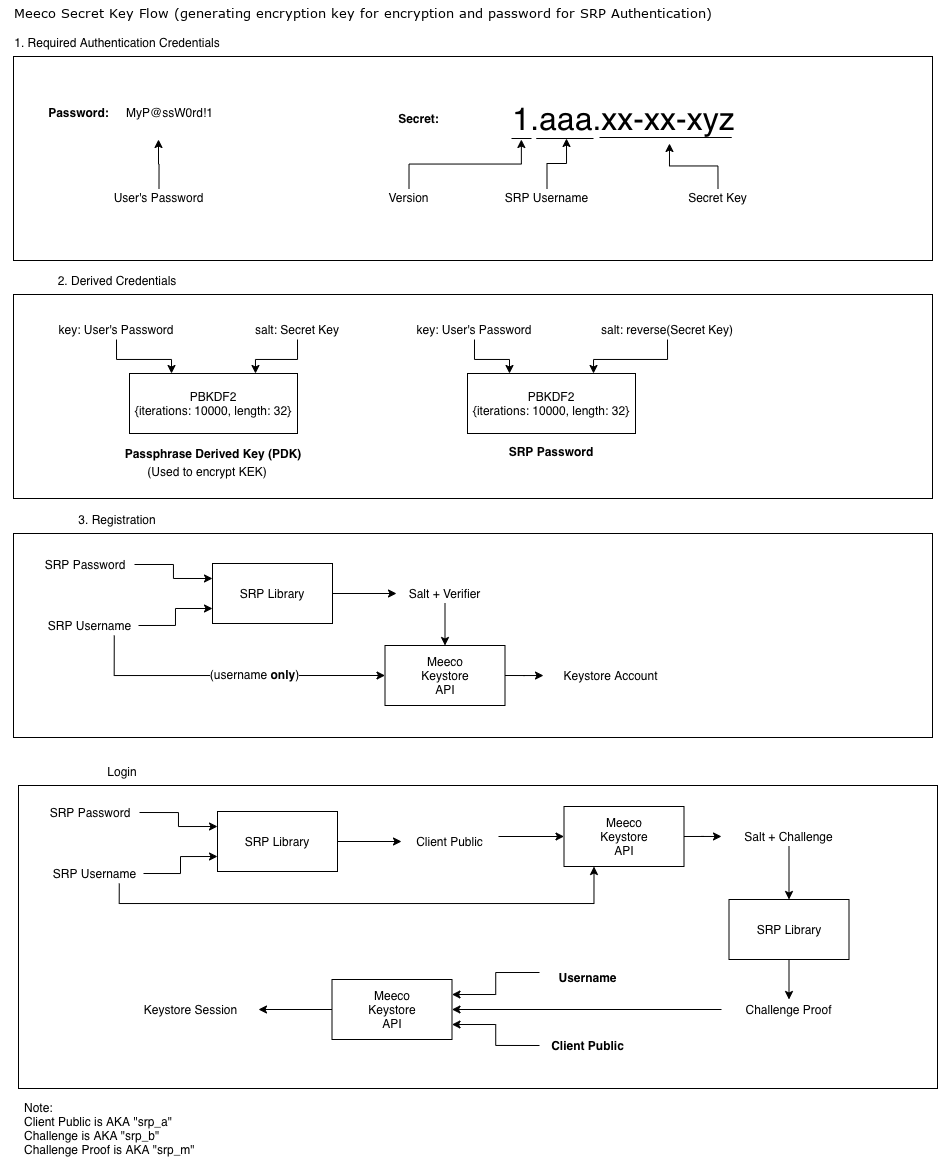 Meeco Secret Key Flow (generating encryption key for encryption and password for SRP Authentication)
1. Required Authentication Credentials
Password: MyP@ssW0rd!1
Secret: 1.aaa.xx-xx-xyz
User's Password
Version
SRP Username
Secret Key
2. Derived Credentials
key: User's Password
salt: Secret Key
key: User's Password
salt: reverse(Secret Key)
PBKDF2
{iterations: 10000, length: 32}
PBKDF2
{iterations: 10000, length: 32}
Passphrase Derived Key (PDK)
(Used to encrypt KEK)
SRP Password
3. Registration
SRP Password
SRP Library
Salt + Verifier
SRP Username
(username only)
Meeco
Keystore
API
Keystore Account
Login
SRP Password
SRP Library
Client Public
Meeco
Keystore
API
Salt + Challenge
SRP Username
SRP Library
Username
Keystore Session
Meeco
Keystore
API
Challenge Proof
Client Public
Note:
Client Public is AKA "srp_a"
Challenge is AKA "srp_b"
Challenge Proof is AKA "srp_m"